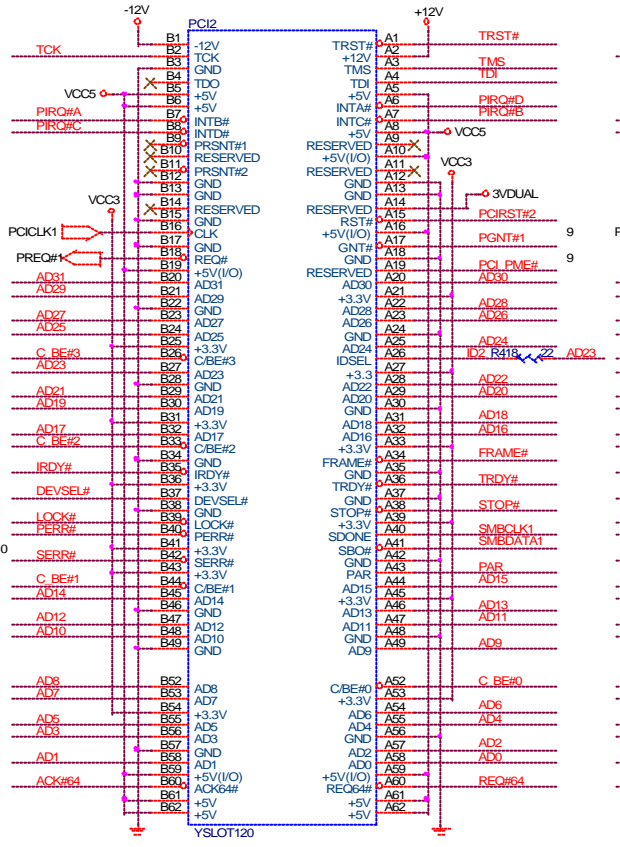 -12V +12V
PCI2
B1 -12V TRST# A1 TRST#
TCK B2 TCK +12V A2
B3 GND TMS A3 TMS
B4 TDO TDI A4 TDI
VCC5 B5 +5V +5V A5
B6 +5V INTA# A6 PIRQ#D
PIRQ#A B7 INTB# INTC# A7 PIRQ#B
PIRQ#C B8 INTD# +5V A8 VCC5
B9 PRSNT#1 RESERVED A9
B10 RESERVED +5V(I/O) A10
B11 PRSNT#2 RESERVED A11 VCC3
B12 GND GND A12
B13 GND GND A13 3VDUAL
VCC3 B14 RESERVED RESERVED A14
B15 GND RST# A15 PCIRST#2
PCICLK1 B16 CLK +5V(I/O) A16 9 P
B17 GND GNT# A17 PGNT#1
PREQ#1 B18 REQ# GND A18 9
B19 +5V(I/O) RESERVED A19 PCI_PME#
AD31 B20 AD31 AD30 A20 AD30
AD29 B21 AD29 +3.3V A21
B22 GND AD28 A22 AD28
AD27 B23 AD27 AD26 A23 AD26
AD25 B24 AD25 GND A24
B25 +3.3V AD24 A25 AD24
C_BE#3 B26 C/BE#3 IDSEL A26 ID2 R418 22 AD23
AD23 B27 AD23 +3.3 A27
B28 GND AD22 A28 AD22
AD21 B29 AD21 AD20 A29 AD20
AD19 B30 AD19 GND A30
B31 +3.3V AD18 A31 AD18
AD17 B32 AD17 AD16 A32 AD16
C_BE#2 B33 C/BE#2 +3.3V A33
B34 GND FRAME# A34 FRAME#
IRDY# B35 IRDY# GND A35
B36 +3.3V TRDY# A36 TRDY#
DEVSEL# B37 DEVSEL# GND A37
B38 GND STOP# A38 STOP#
LOCK# B39 LOCK# +3.3V A39
PERR# B40 PERR# SDONE A40 SMBCLK1
0 B41 +3.3V SBO# A41 SMBDATA1
SERR# B42 SERR# GND A42
B43 +3.3V PAR A43 PAR
C_BE#1 B44 C/BE#1 AD15 A44 AD15
AD14 B45 AD14 +3.3V A45
B46 GND AD13 A46 AD13
AD12 B47 AD12 AD11 A47 AD11
AD10 B48 AD10 GND A48
B49 GND AD9 A49 AD9
AD8 B52 AD8 C/BE#0 A52 C_BE#0
AD7 B53 AD7 +3.3V A53
B54 +3.3V AD6 A54 AD6
AD5 B55 AD5 AD4 A55 AD4
AD3 B56 AD3 GND A56
B57 GND AD2 A57 AD2
AD1 B58 AD1 AD0 A58 AD0
B59 +5V(I/O) +5V(I/O) A59
ACK#64 B60 ACK64# REQ64# A60 REQ#64
B61 +5V +5V A61
B62 +5V +5V A62
YSLOT120